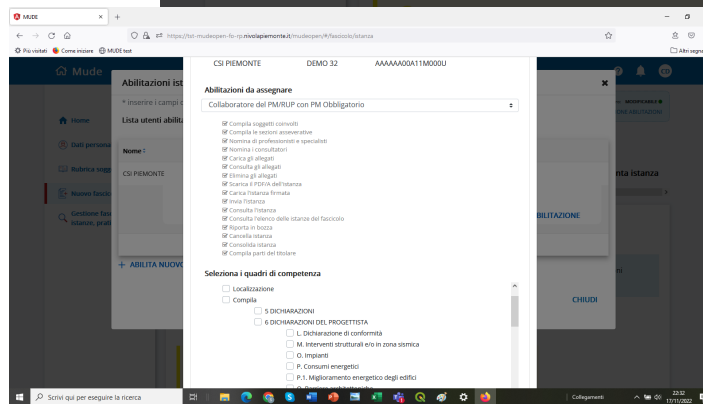 MUDE
https://tst-mudeopen-fo-rp.nivolapiemonte.it/mudeopen/#/fascicolo/istanza
Più visitati
Come iniziare
MUDE test
Altri segna
Mude
CD
Abilitazioni ist
* inserire i campi c
Lista utenti abilita
Home
Dati persona
Rubrica sogg
Nuovo fascic
Gestione fasc
istanze, prati
Nome
CSI PIEMONTE
+ ABILITA NUOVO
CSI PIEMONTE DEMO 32 AAAAAA00A11M000U
Abilitazioni da assegnare
Collaboratore del PM/RUP con PM Obbligatorio
Compila soggetti coinvolti
Compila le sezioni asseverative
Nomina di professionisti e specialisti
Nomina i consultatori
Carica gli allegati
Consulta gli allegati
Elimina gli allegati
Scarica il PDF/A dell'istanza
Carica l'istanza firmata
Invia l'istanza
Consulta l'istanza
Consulta l'elenco delle istanze del fascicolo
Riporta in bozza
Cancella istanza
Consolida istanza
Compila parti del titolare
Seleziona i quadri di competenza
Localizzazione
Compila
5 DICHIARAZIONI
6 DICHIARAZIONI DEL PROGETTISTA
L. Dichiarazione di conformità
M. Interventi strutturali e/o in zona sismica
O. Impianti
P. Consumi energetici
P.1. Miglioramento energetico degli edifici
MODIFICABILE
nta istanza
BILITAZIONE
ni
CHIUDI
Scrivi qui per eseguire la ricerca
Collegamenti
22:32
17/11/2022